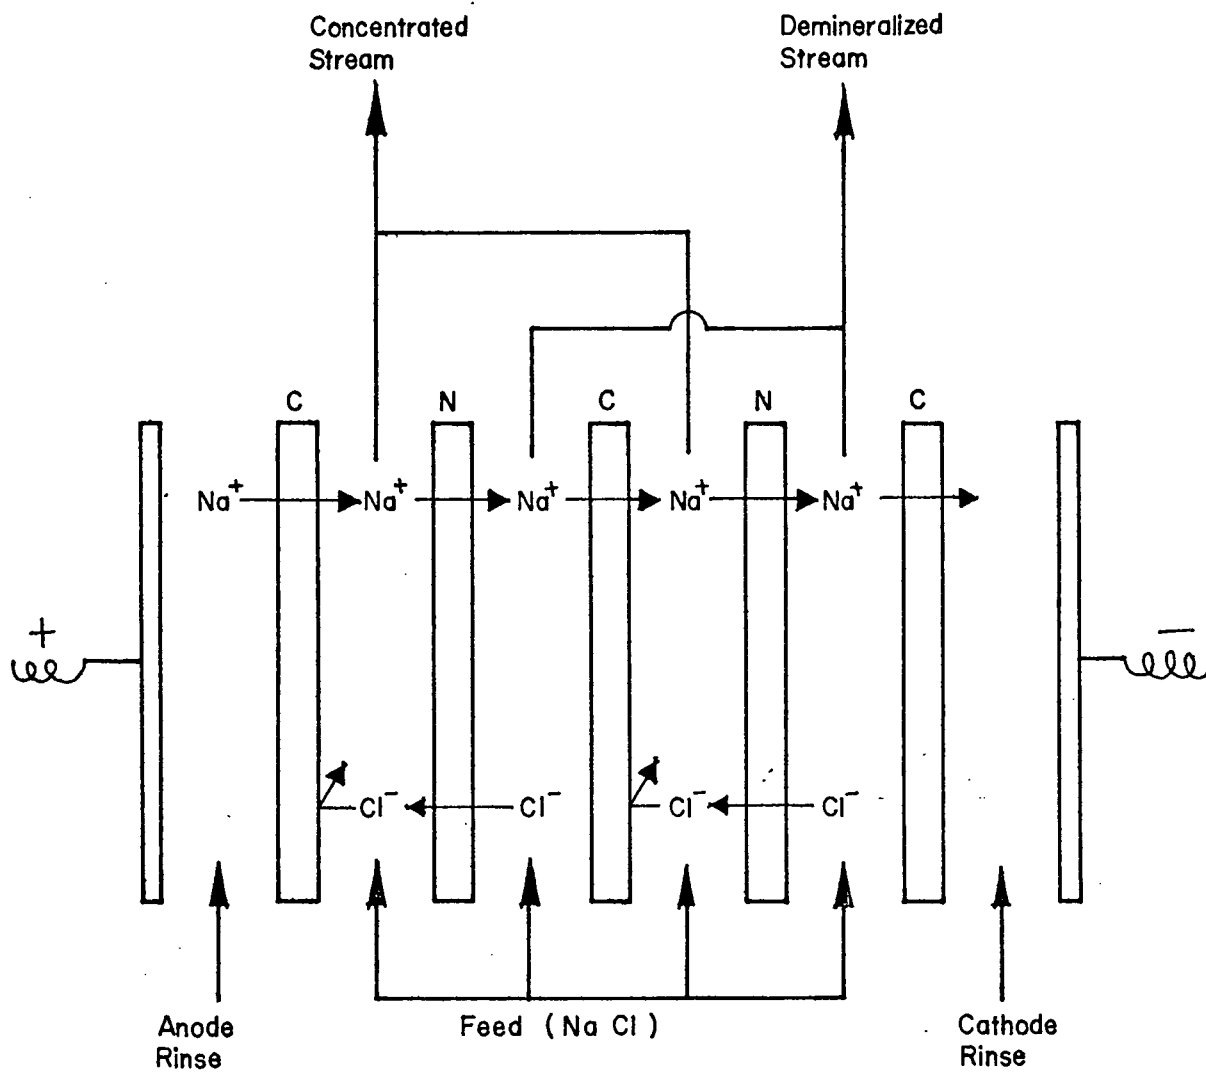 Concentrated
Stream
Demineralized
Stream
C N C N C
Na+ Na+ Na+ Na+ Na+
+ −
Cl− Cl− Cl− Cl−
Anode
Rinse
Feed (Na Cl)
Cathode
Rinse